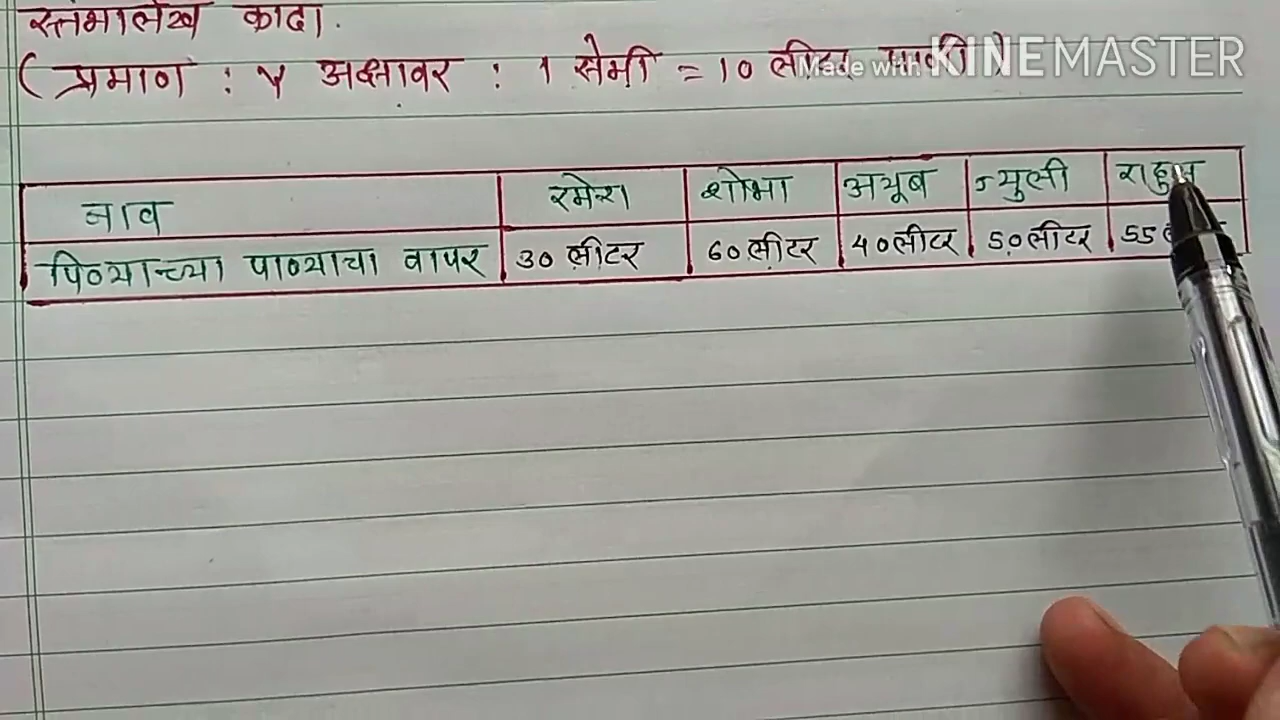 स्तंभालेख काढा.
( प्रमाण : Y अक्षावर : 1 सेमी = 10 लीटर पाणी )
Made with KINEMASTER
नाव रमेश शोभा अयूब ज्युली राहुल
पिण्याच्या पाण्याचा वापर 30 लीटर 60 लीटर 40 लीटर 50 लीटर 55